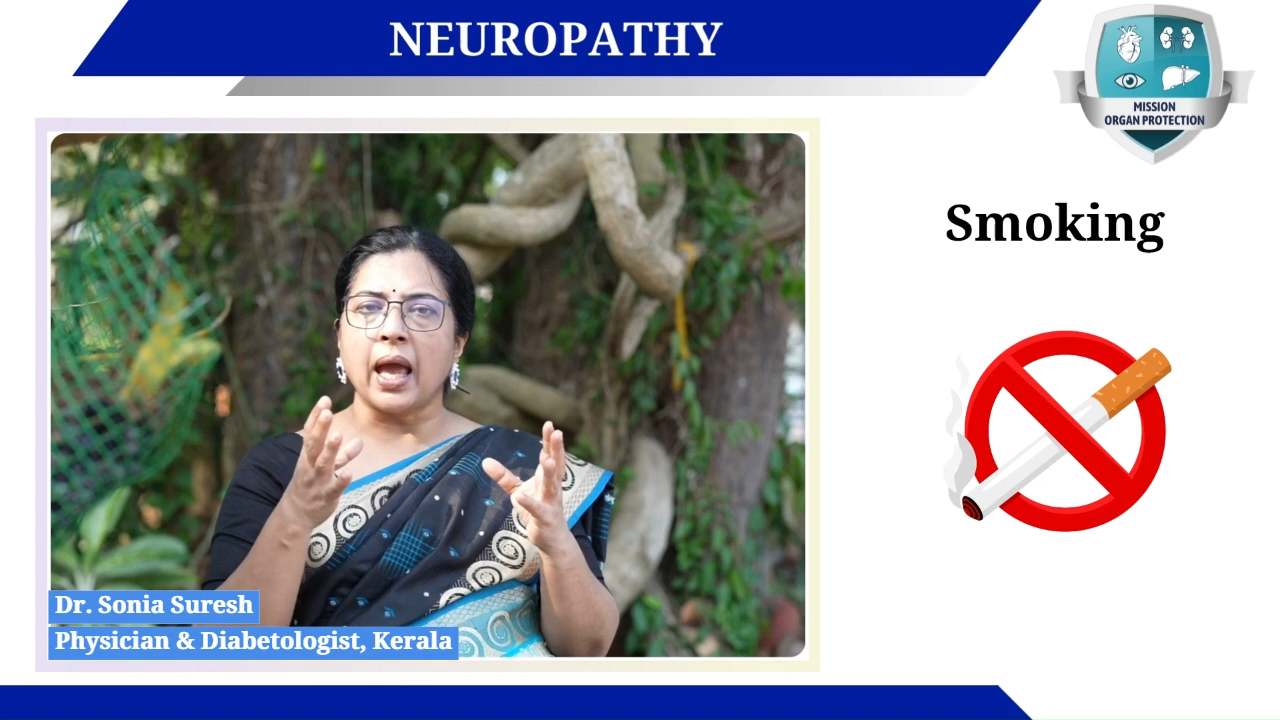 NEUROPATHY
MISSION
ORGAN PROTECTION
Smoking
Dr. Sonia Suresh
Physician & Diabetologist, Kerala